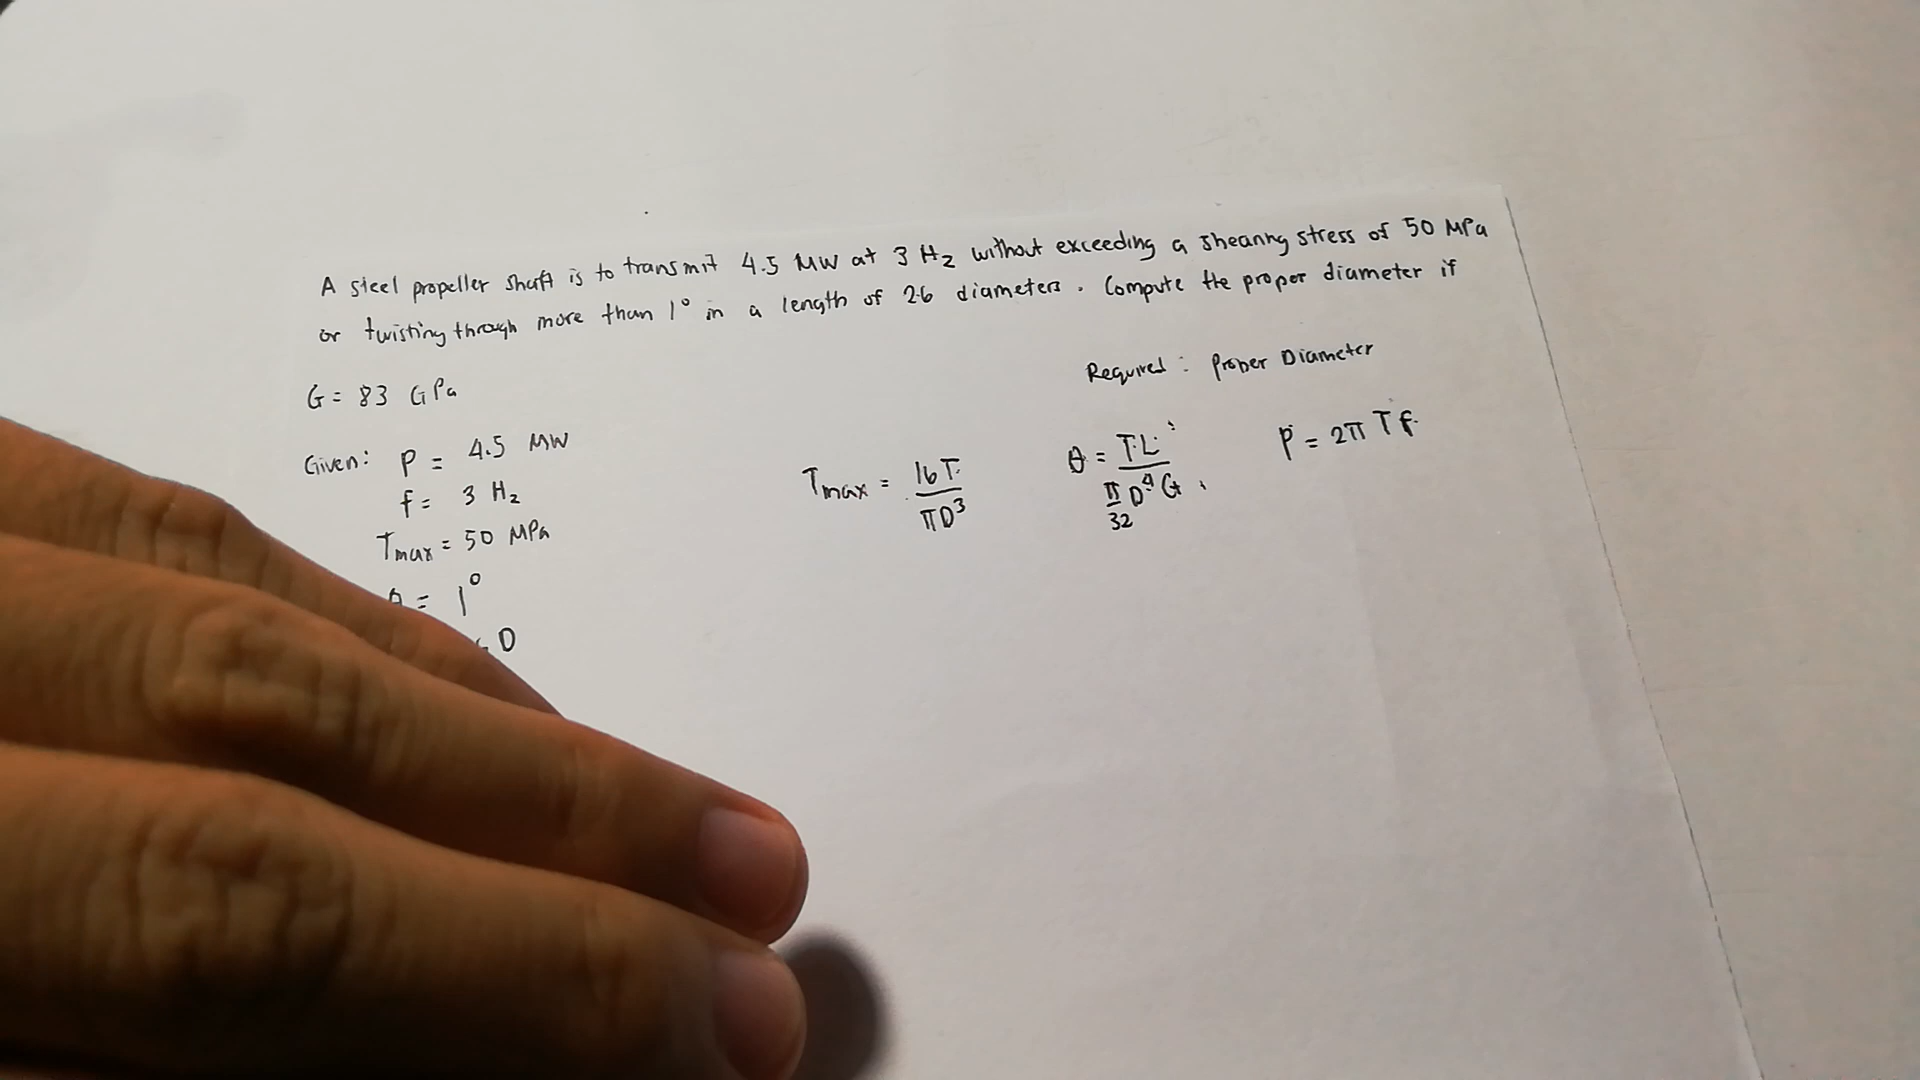 A steel propeller shaft is to transmit 4.5 MW at 3 Hz without exceeding a shearing stress of 50 MPa
or twisting through more than 1° in a length of 26 diameters. Compute the proper diameter if
G = 83 GPa
Required: Proper Diameter
Given: P = 4.5 MW
f = 3 Hz
Tmax = 50 MPa
θ = 1°
D
Tmax = 16T / πD³
θ = TL / π/32 D⁴ G
P = 2π T f